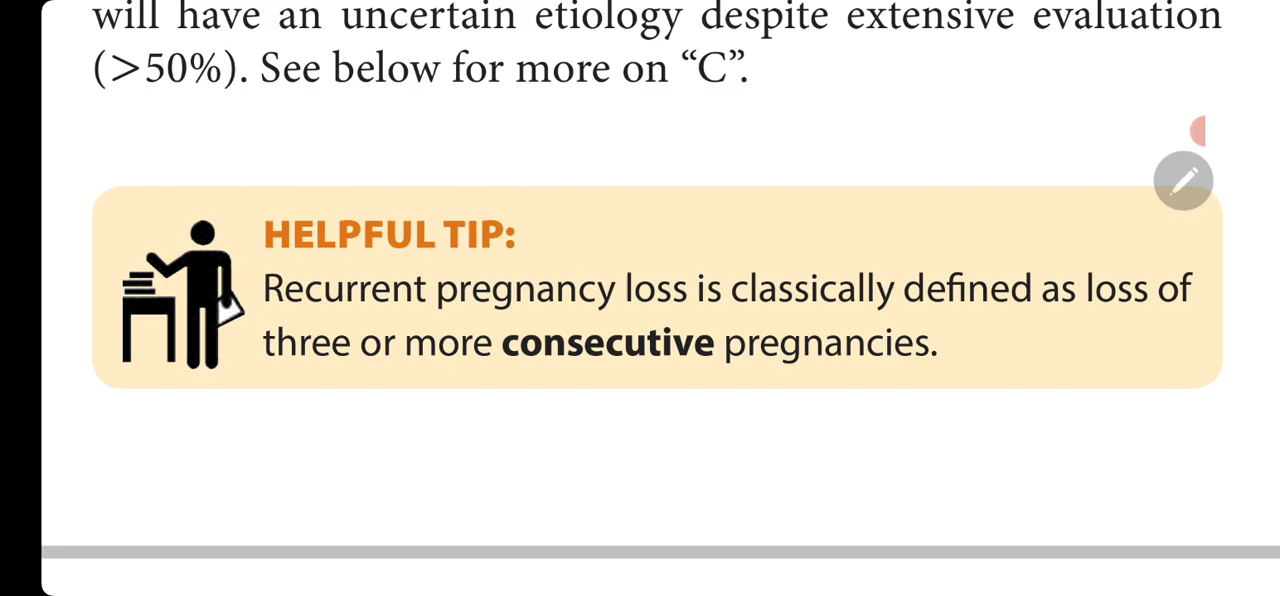 will have an uncertain etiology despite extensive evaluation
(>50%). See below for more on “C”.
HELPFUL TIP:
Recurrent pregnancy loss is classically defined as loss of
three or more consecutive pregnancies.